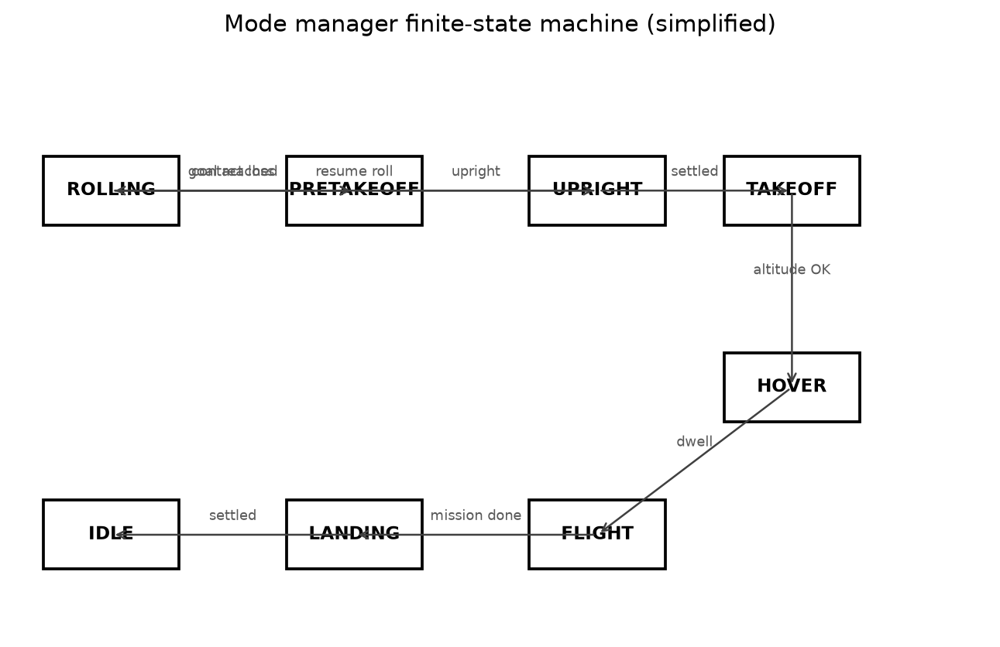 Mode manager finite-state machine (simplified)
resume roll
upright
settled
ROLLING
PRETAKEOFF
UPRIGHT
TAKEOFF
altitude OK
HOVER
dwell
settled
mission done
IDLE
LANDING
FLIGHT